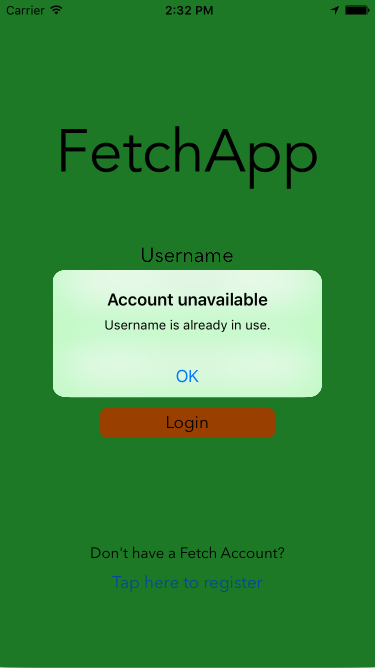 Carrier 2:32 PM
FetchApp
Username
Account unavailable
Username is already in use.
OK
Login
Don't have a Fetch Account?
Tap here to register